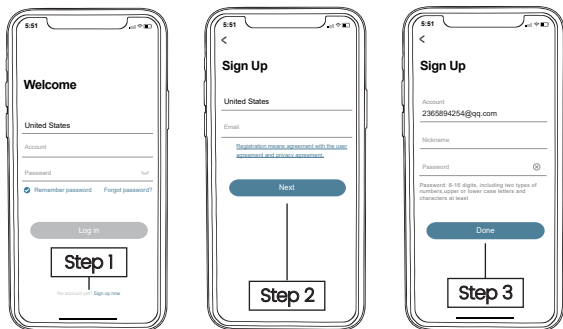 5:51
Welcome
United States
Account
Password
Remember password Forgot password?
Log in
Step 1
No account yet? Sign up now
5:51
<
Sign Up
United States
Email
Registration means agreement with the user
agreement and privacy agreement.
Next
Step 2
5:51
<
Sign Up
Account
2365894254@qq.com
Nickname
Password
Password: 6-16 digits, including two types of
numbers,upper or lower case letters and
characters at least
Done
Step 3